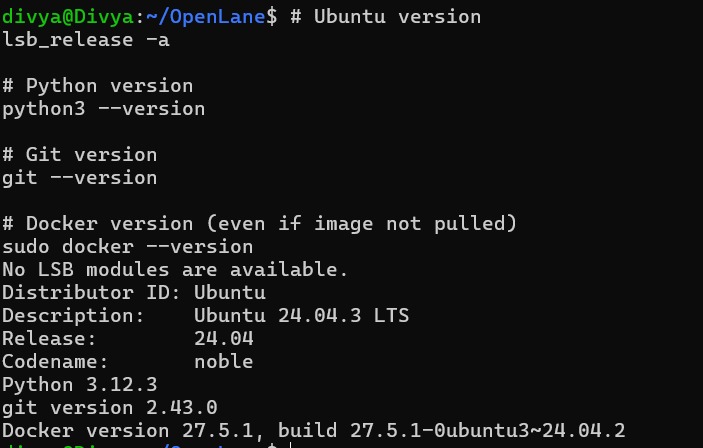 divya@Divya:~/OpenLane$ # Ubuntu version
lsb_release -a
# Python version
python3 --version
# Git version
git --version
# Docker version (even if image not pulled)
sudo docker --version
No LSB modules are available.
Distributor ID: Ubuntu
Description:    Ubuntu 24.04.3 LTS
Release:        24.04
Codename:       noble
Python 3.12.3
git version 2.43.0
Docker version 27.5.1, build 27.5.1-0ubuntu3~24.04.2